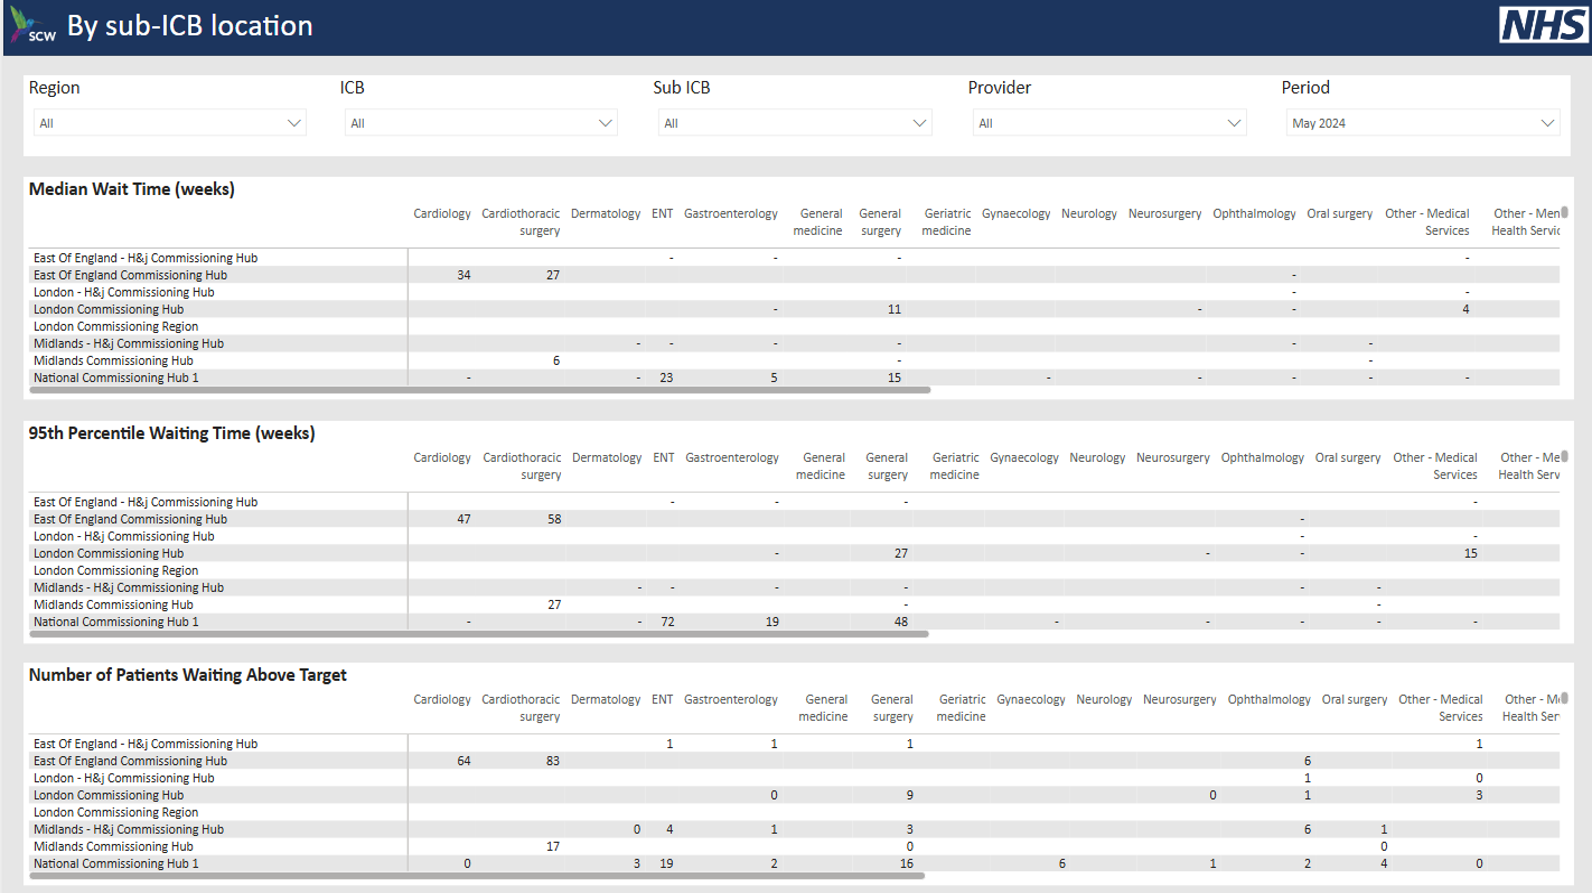 SCW By sub-ICB location NHS
Region ICB Sub ICB Provider Period
All All All All May 2024
Median Wait Time (weeks)
Cardiology Cardiothoracic Dermatology ENT Gastroenterology General General Geriatric Gynaecology Neurology Neurosurgery Ophthalmology Oral surgery Other - Medical Other - Men
surgery medicine surgery medicine Services Health Servic
East Of England - H&j Commissioning Hub - - - -
East Of England Commissioning Hub 34 27 -
London - H&j Commissioning Hub - -
London Commissioning Hub - 11 - - 4
London Commissioning Region
Midlands - H&j Commissioning Hub - - - - - -
Midlands Commissioning Hub 6 - -
National Commissioning Hub 1 - - 23 5 15 - - - - -
95th Percentile Waiting Time (weeks)
Cardiology Cardiothoracic Dermatology ENT Gastroenterology General General Geriatric Gynaecology Neurology Neurosurgery Ophthalmology Oral surgery Other - Medical Other - Me
surgery medicine surgery medicine Services Health Serv
East Of England - H&j Commissioning Hub - - - -
East Of England Commissioning Hub 47 58 -
London - H&j Commissioning Hub - -
London Commissioning Hub - 27 - - 15
London Commissioning Region
Midlands - H&j Commissioning Hub - - - - - -
Midlands Commissioning Hub 27 - -
National Commissioning Hub 1 - - 72 19 48 - - - - -
Number of Patients Waiting Above Target
Cardiology Cardiothoracic Dermatology ENT Gastroenterology General General Geriatric Gynaecology Neurology Neurosurgery Ophthalmology Oral surgery Other - Medical Other - M
surgery medicine surgery medicine Services Health Ser
East Of England - H&j Commissioning Hub 1 1 1 1
East Of England Commissioning Hub 64 83 6
London - H&j Commissioning Hub 1 0
London Commissioning Hub 0 9 0 1 3
London Commissioning Region
Midlands - H&j Commissioning Hub 0 4 1 3 6 1
Midlands Commissioning Hub 17 0 0
National Commissioning Hub 1 0 3 19 2 16 6 1 2 4 0